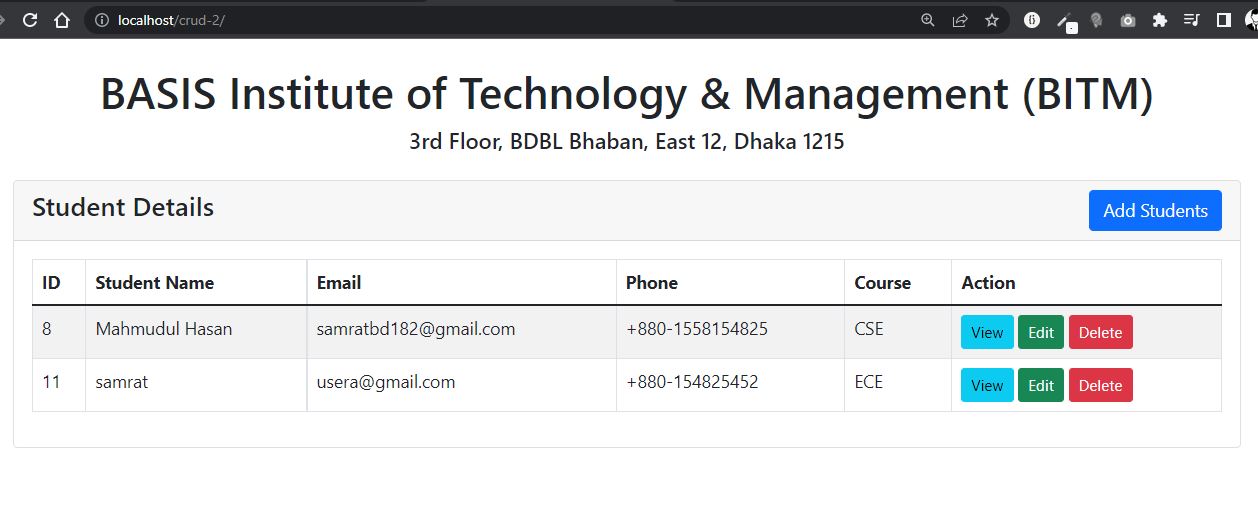 localhost/crud-2/
BASIS Institute of Technology & Management (BITM)
3rd Floor, BDBL Bhaban, East 12, Dhaka 1215
Student Details Add Students
ID Student Name Email Phone Course Action
8 Mahmudul Hasan samratbd182@gmail.com +880-1558154825 CSE View Edit Delete
11 samrat usera@gmail.com +880-154825452 ECE View Edit Delete